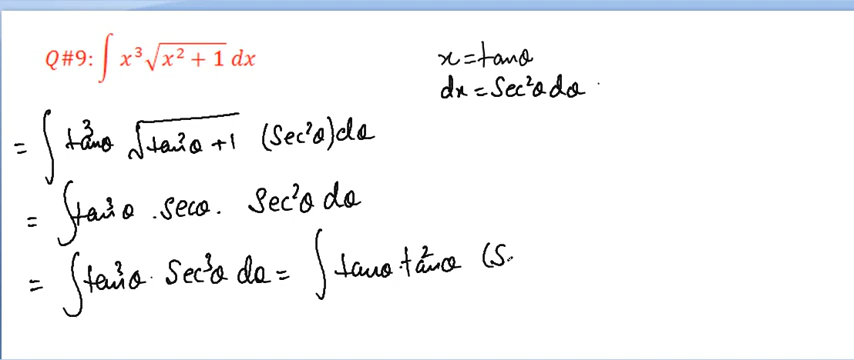 Q#9: ∫ x³√(x² + 1) dx
x = tanθ
dx = Sec²θ dθ
= ∫ tan³θ √(tan²θ + 1) (Sec²θ) dθ
= ∫ tan³θ . Secθ . Sec²θ dθ
= ∫ tan³θ . Sec³θ dθ = ∫ tanθ . tan²θ (S